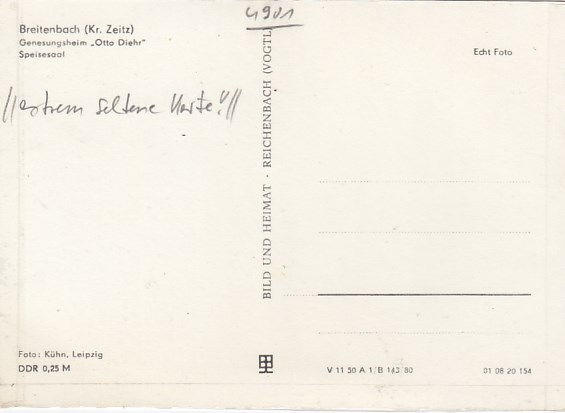 4901
Breitenbach (Kr. Zeitz)
Genesungsheim „Otto Diehr"
Speisesaal
Echt Foto
//extrem seltene Karte!!//
BILD UND HEIMAT · REICHENBACH (VOGTL)
Foto: Kühn, Leipzig
DDR 0,25 M
V 11 50 A 1/B 143/80
01 08 20 154